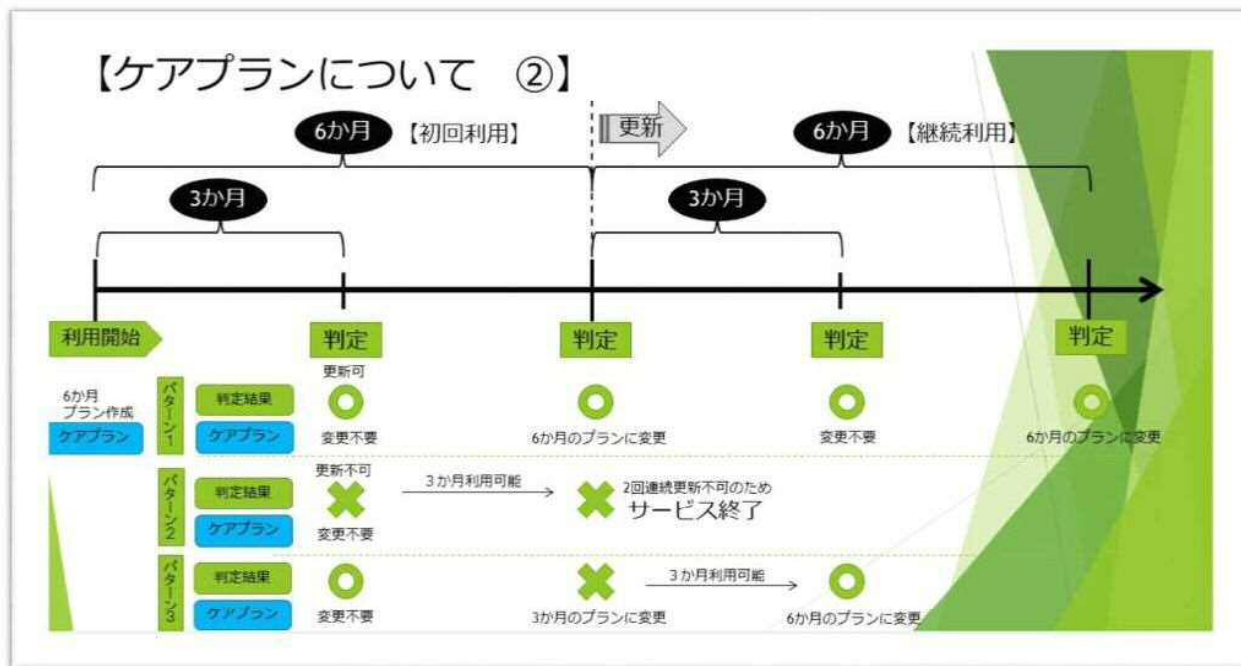 【ケアプランについて ②】
6か月 【初回利用】
更新
6か月 【継続利用】
3か月
3か月
利用開始
判定
判定
判定
判定
更新可
6か月
プラン作成
ケアプラン
パターン1
判定結果
ケアプラン
変更不要
6か月のプランに変更
変更不要
6か月のプランに変更
更新不可
パターン2
判定結果
3か月利用可能
2回連続更新不可のため
サービス終了
ケアプラン
変更不要
パターン3
判定結果
3か月利用可能
ケアプラン
変更不要
3か月のプランに変更
6か月のプランに変更